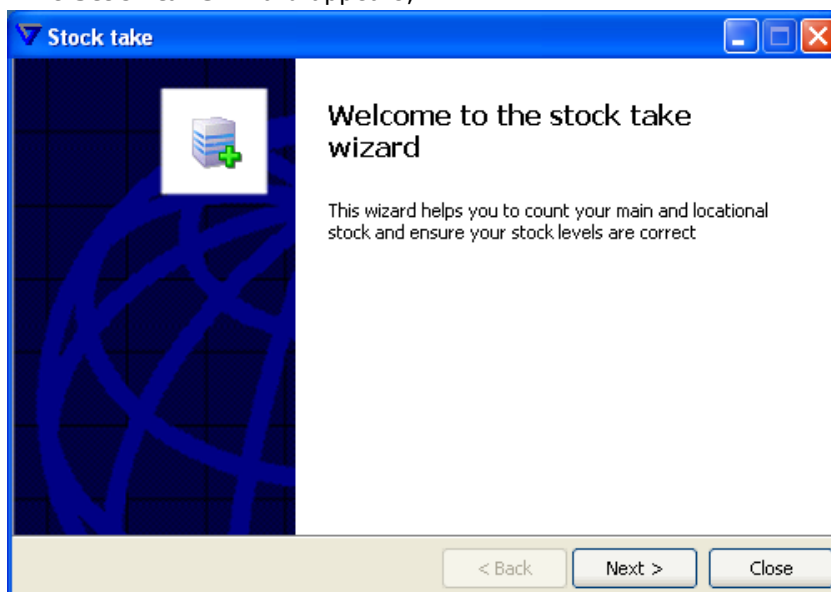 Stock take
Welcome to the stock take
wizard
This wizard helps you to count your main and locational
stock and ensure your stock levels are correct
< Back Next > Close